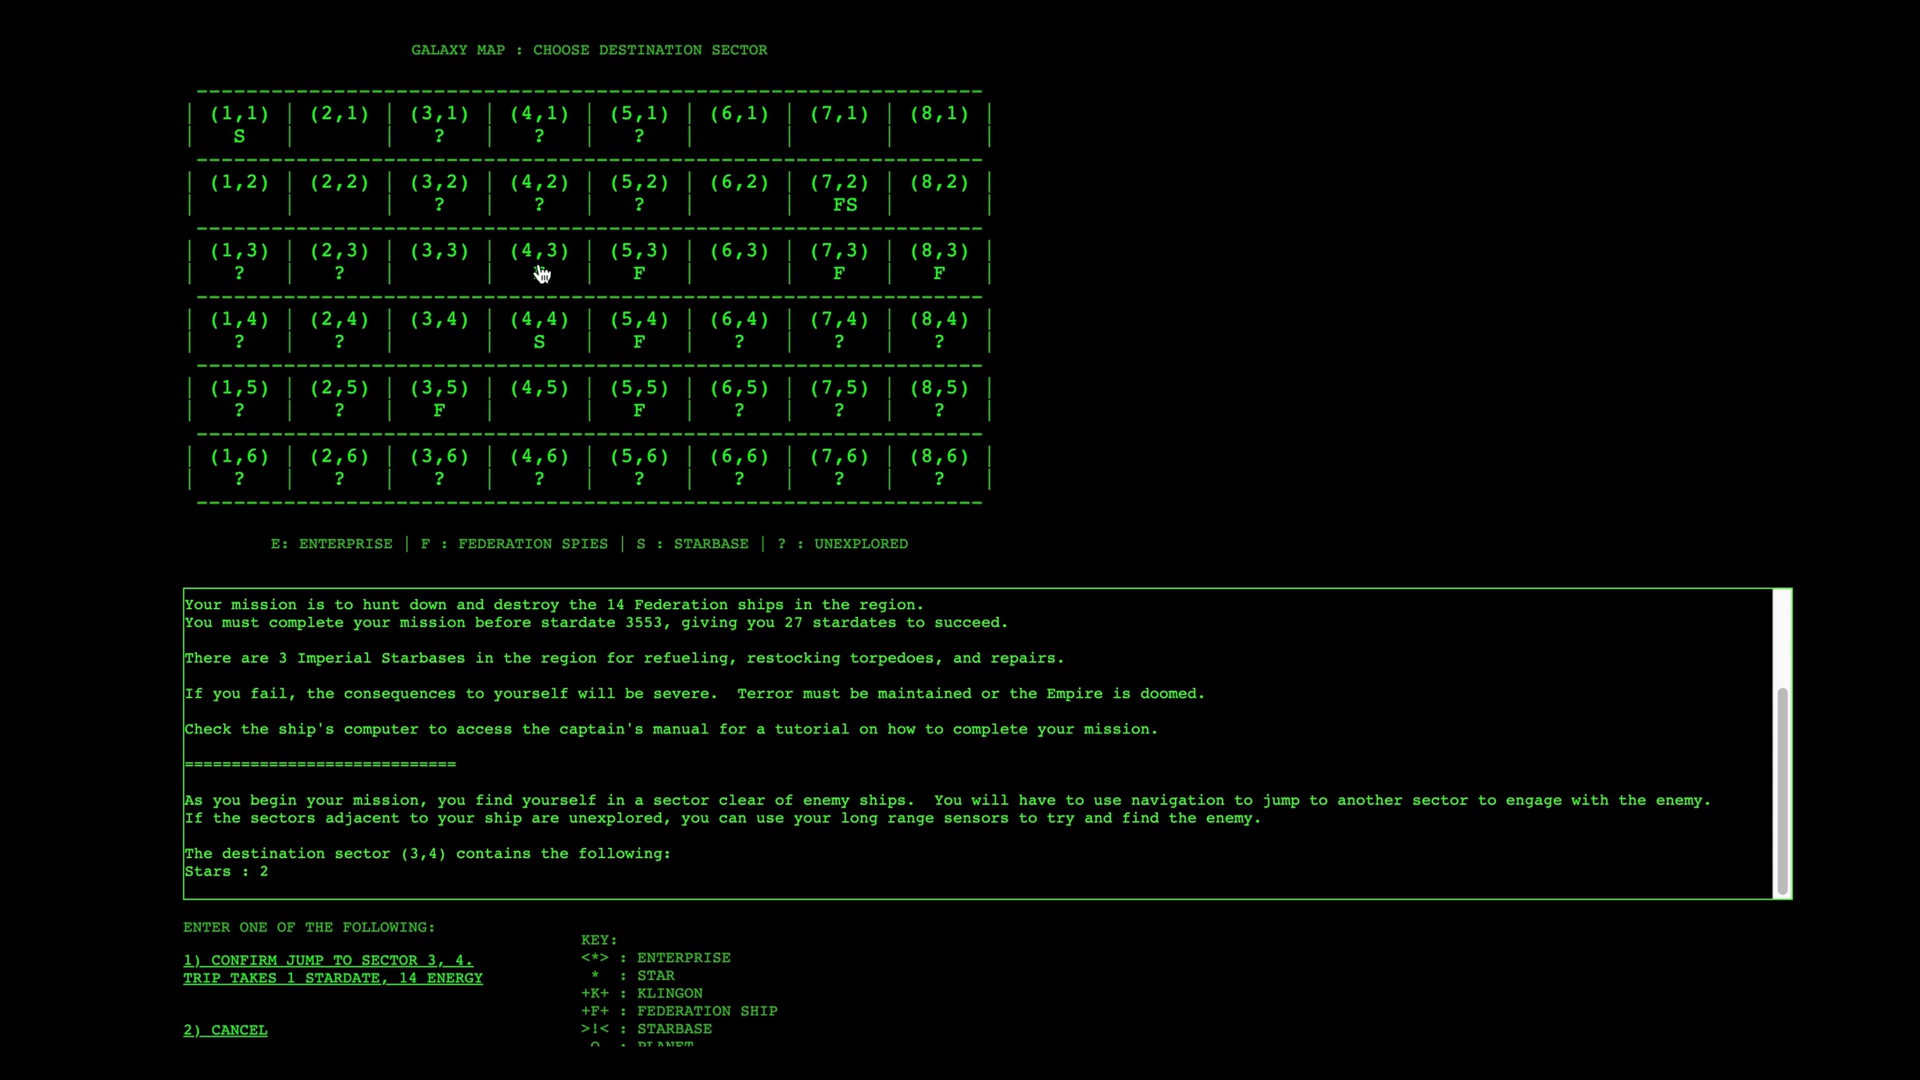 GALAXY MAP : CHOOSE DESTINATION SECTOR
(1,1) | (2,1) | (3,1) | (4,1) | (5,1) | (6,1) | (7,1) | (8,1)
S | | ? | ? | ? | | |
(1,2) | (2,2) | (3,2) | (4,2) | (5,2) | (6,2) | (7,2) | (8,2)
| | ? | ? | ? | | FS |
(1,3) | (2,3) | (3,3) | (4,3) | (5,3) | (6,3) | (7,3) | (8,3)
? | ? | | | F | | F | F
(1,4) | (2,4) | (3,4) | (4,4) | (5,4) | (6,4) | (7,4) | (8,4)
? | ? | | S | F | ? | ? | ?
(1,5) | (2,5) | (3,5) | (4,5) | (5,5) | (6,5) | (7,5) | (8,5)
? | ? | F | | F | ? | ? | ?
(1,6) | (2,6) | (3,6) | (4,6) | (5,6) | (6,6) | (7,6) | (8,6)
? | ? | ? | ? | ? | ? | ? | ?
E: ENTERPRISE | F : FEDERATION SPIES | S : STARBASE | ? : UNEXPLORED
Your mission is to hunt down and destroy the 14 Federation ships in the region.
You must complete your mission before stardate 3553, giving you 27 stardates to succeed.
There are 3 Imperial Starbases in the region for refueling, restocking torpedoes, and repairs.
If you fail, the consequences to yourself will be severe.  Terror must be maintained or the Empire is doomed.
Check the ship's computer to access the captain's manual for a tutorial on how to complete your mission.
=============================
As you begin your mission, you find yourself in a sector clear of enemy ships.  You will have to use navigation to jump to another sector to engage with the enemy.
If the sectors adjacent to your ship are unexplored, you can use your long range sensors to try and find the enemy.
The destination sector (3,4) contains the following:
Stars : 2
ENTER ONE OF THE FOLLOWING:
1) CONFIRM JUMP TO SECTOR 3, 4.
TRIP TAKES 1 STARDATE, 14 ENERGY
2) CANCEL
KEY:
<*> : ENTERPRISE
* : STAR
+K+ : KLINGON
+F+ : FEDERATION SHIP
>!< : STARBASE
O : PLANET